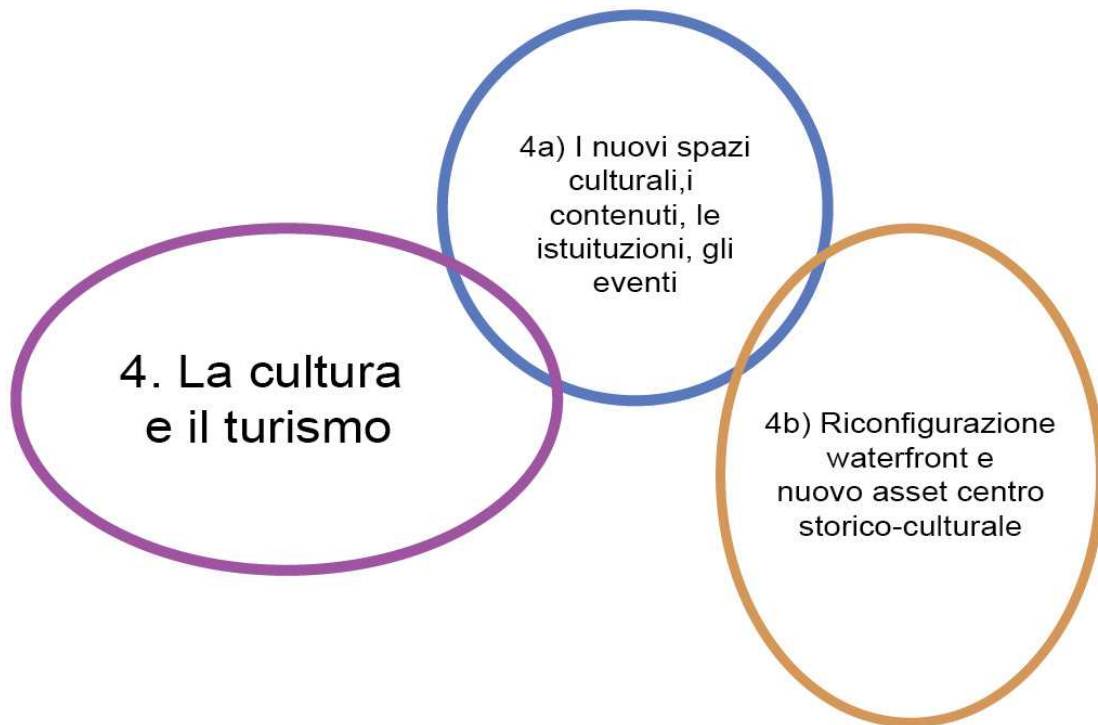 4a) I nuovi spazi
culturali,i
contenuti, le
istuituzioni, gli
eventi
4. La cultura
e il turismo
4b) Riconfigurazione
waterfront e
nuovo asset centro
storico-culturale